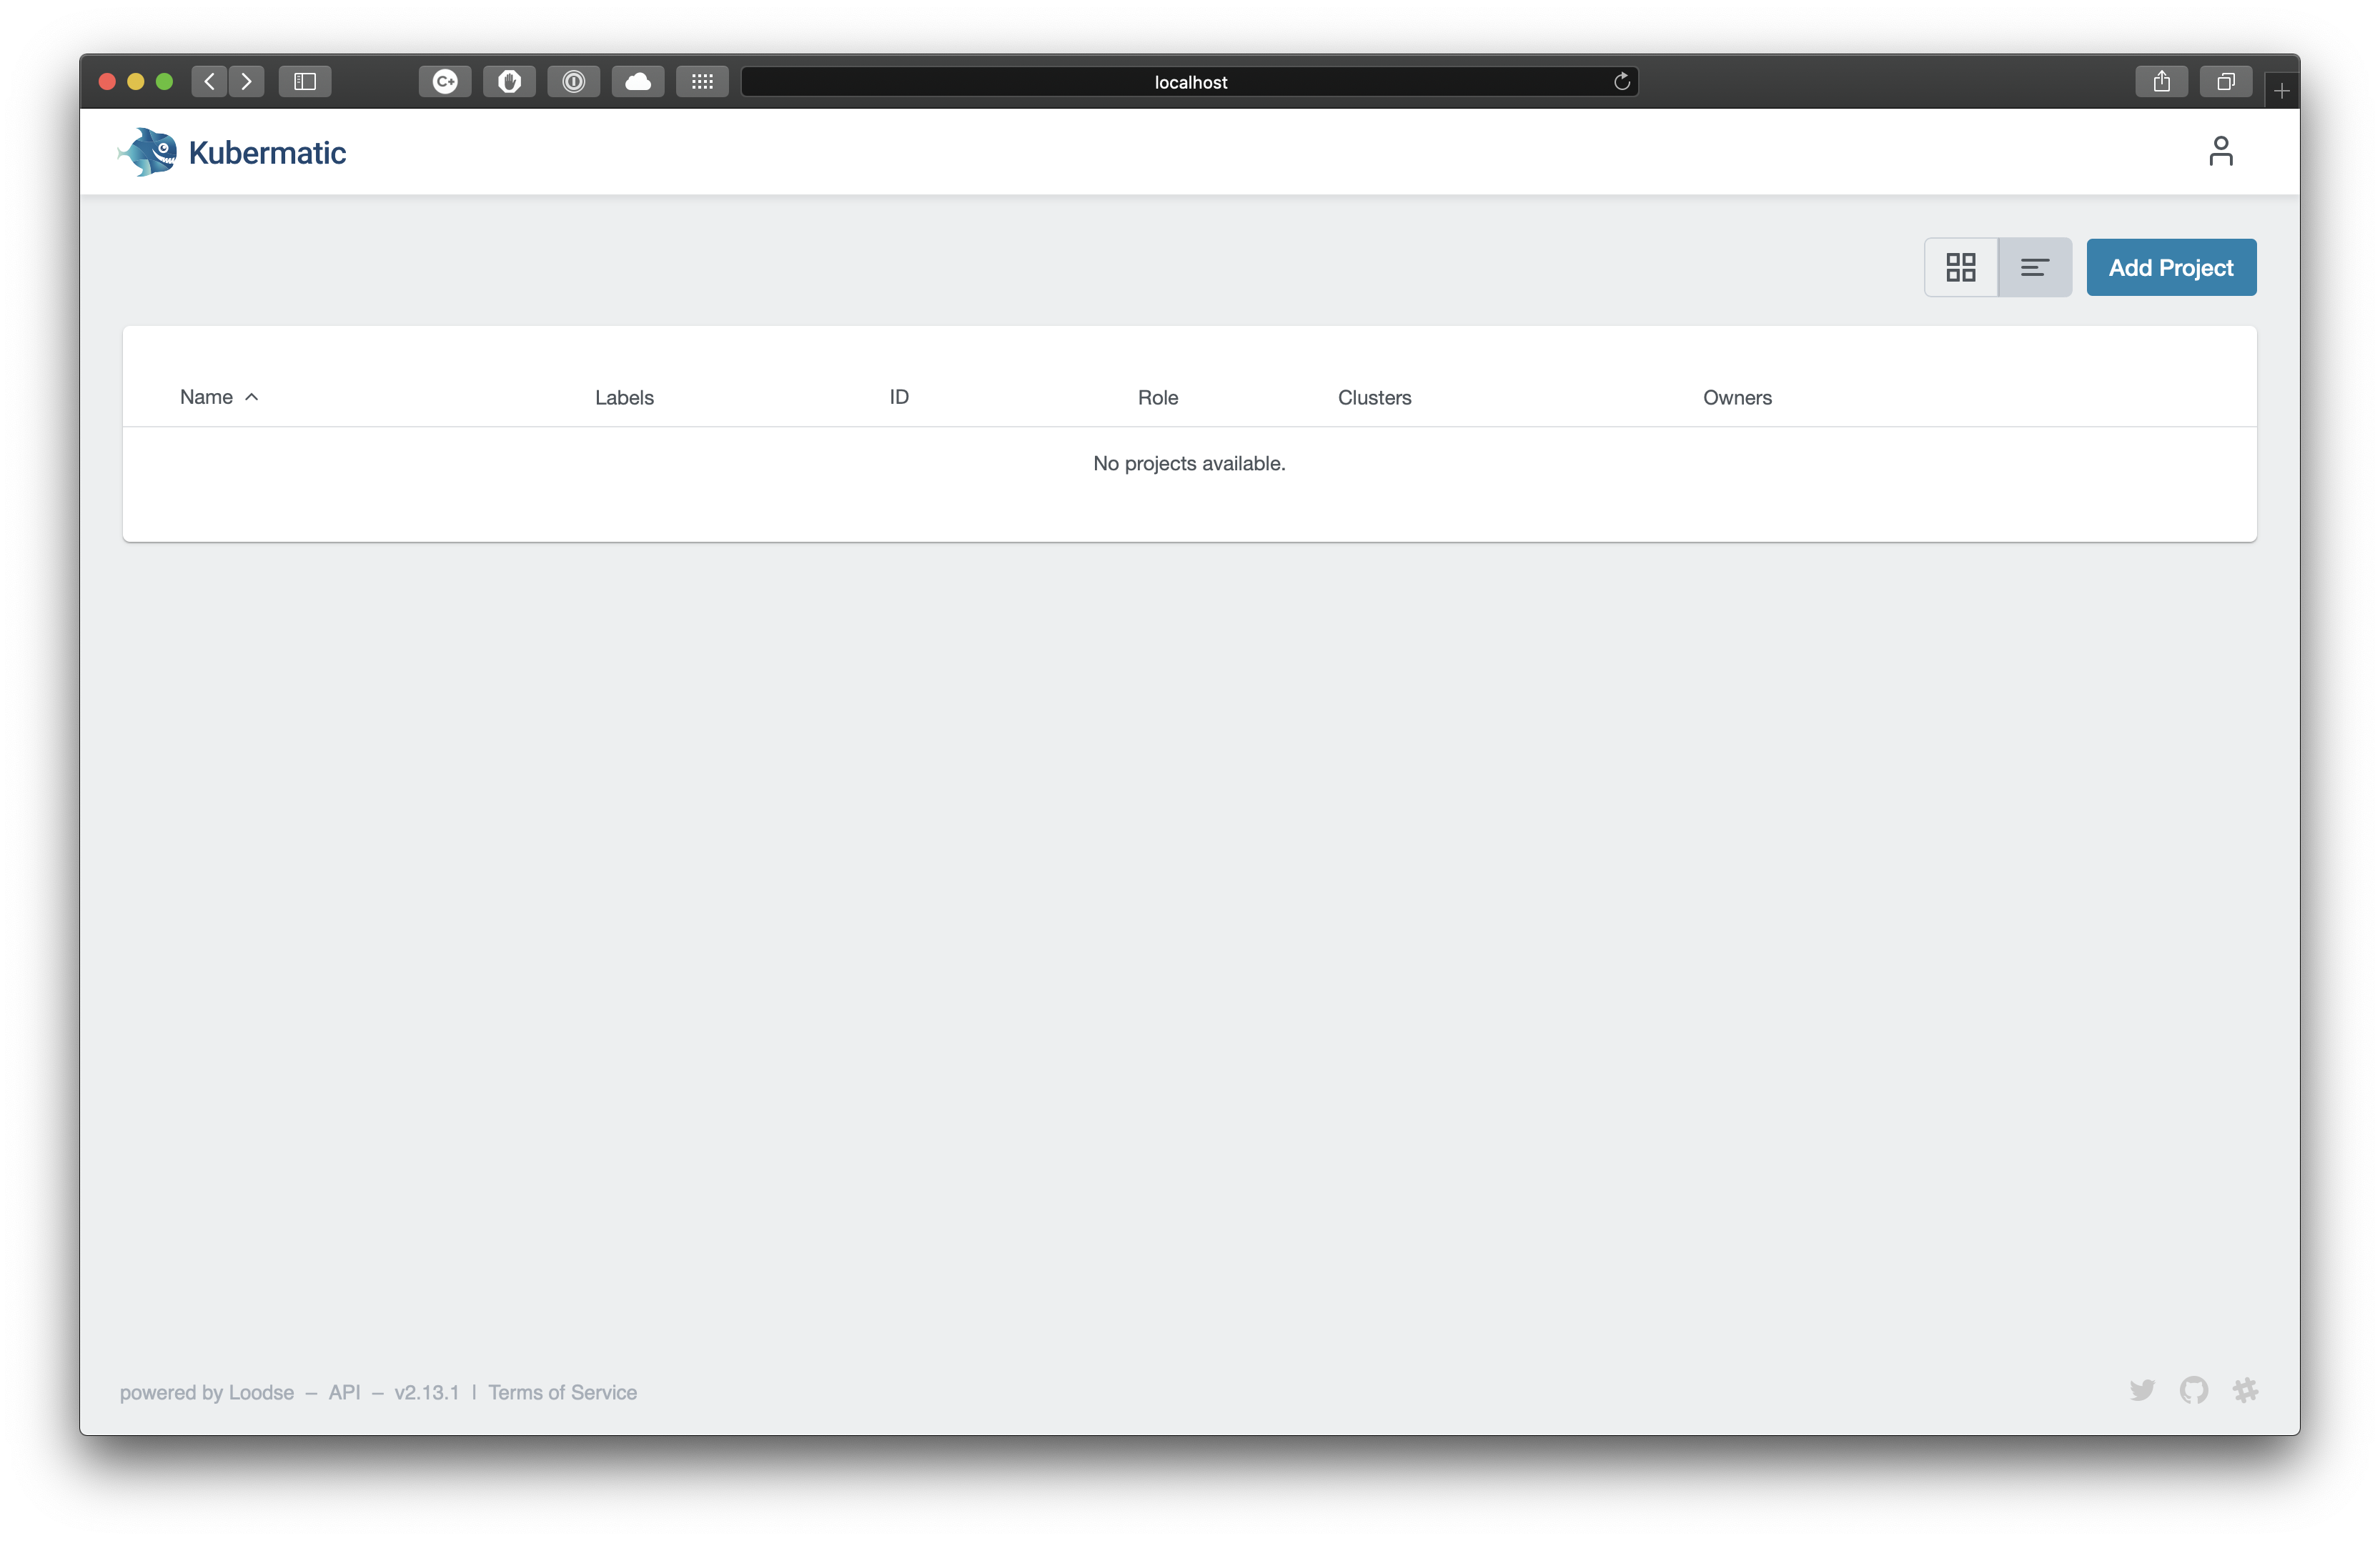 localhost
Kubermatic
Add Project
Name Labels ID Role Clusters Owners
No projects available.
powered by Loodse – API – v2.13.1 | Terms of Service